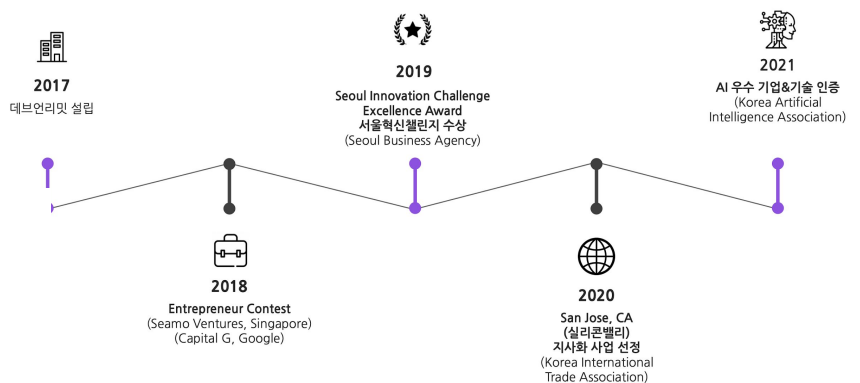 2017
데브언리밋 설립
2018
Entrepreneur Contest
(Seamo Ventures, Singapore)
(Capital G, Google)
2019
Seoul Innovation Challenge
Excellence Award
서울혁신챌린지 수상
(Seoul Business Agency)
2020
San Jose, CA
(실리콘밸리)
지사화 사업 선정
(Korea International
Trade Association)
2021
AI 우수 기업&기술 인증
(Korea Artificial
Intelligence Association)